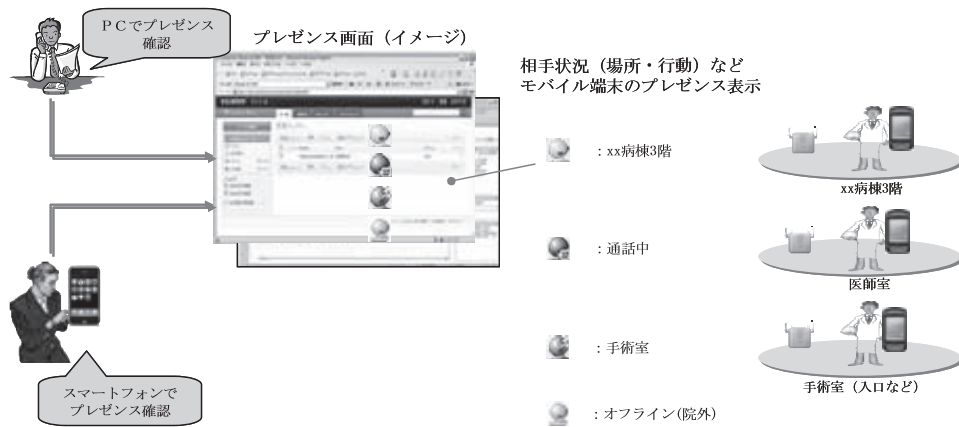 PCでプレゼンス
確認
プレゼンス画面（イメージ）
相手状況（場所・行動）など
モバイル端末のプレゼンス表示
：xx病棟3階
xx病棟3階
：通話中
医師室
：手術室
手術室（入口など）
：オフライン(院外)
スマートフォンで
プレゼンス確認